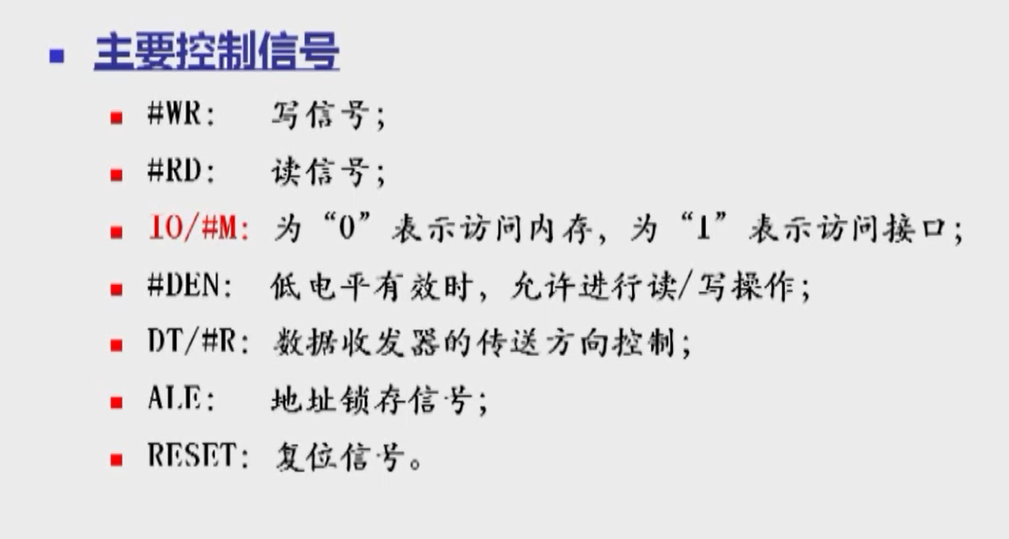 主要控制信号
#WR: 写信号;
#RD: 读信号;
IO/#M: 为“0”表示访问内存，为“1”表示访问接口;
#DEN: 低电平有效时，允许进行读/写操作;
DT/#R: 数据收发器的传送方向控制;
ALE: 地址锁存信号;
RESET: 复位信号。